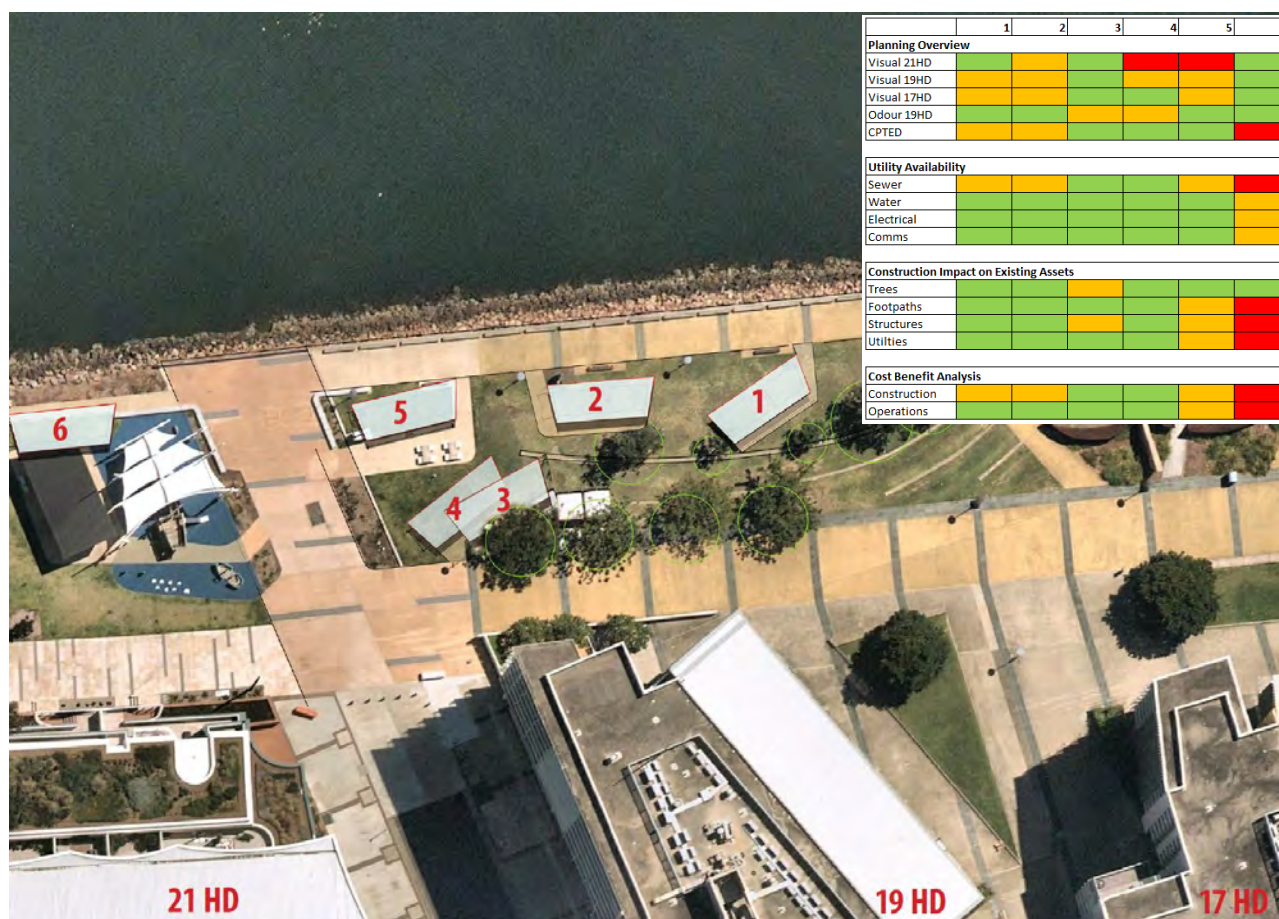 1 2 3 4 5
Planning Overview
Visual 21HD
Visual 19HD
Visual 17HD
Odour 19HD
CPTED
Utility Availability
Sewer
Water
Electrical
Comms
Construction Impact on Existing Assets
Trees
Footpaths
Structures
Utilties
Cost Benefit Analysis
Construction
Operations
6
5
2
1
4
3
21 HD
19 HD
17 HD